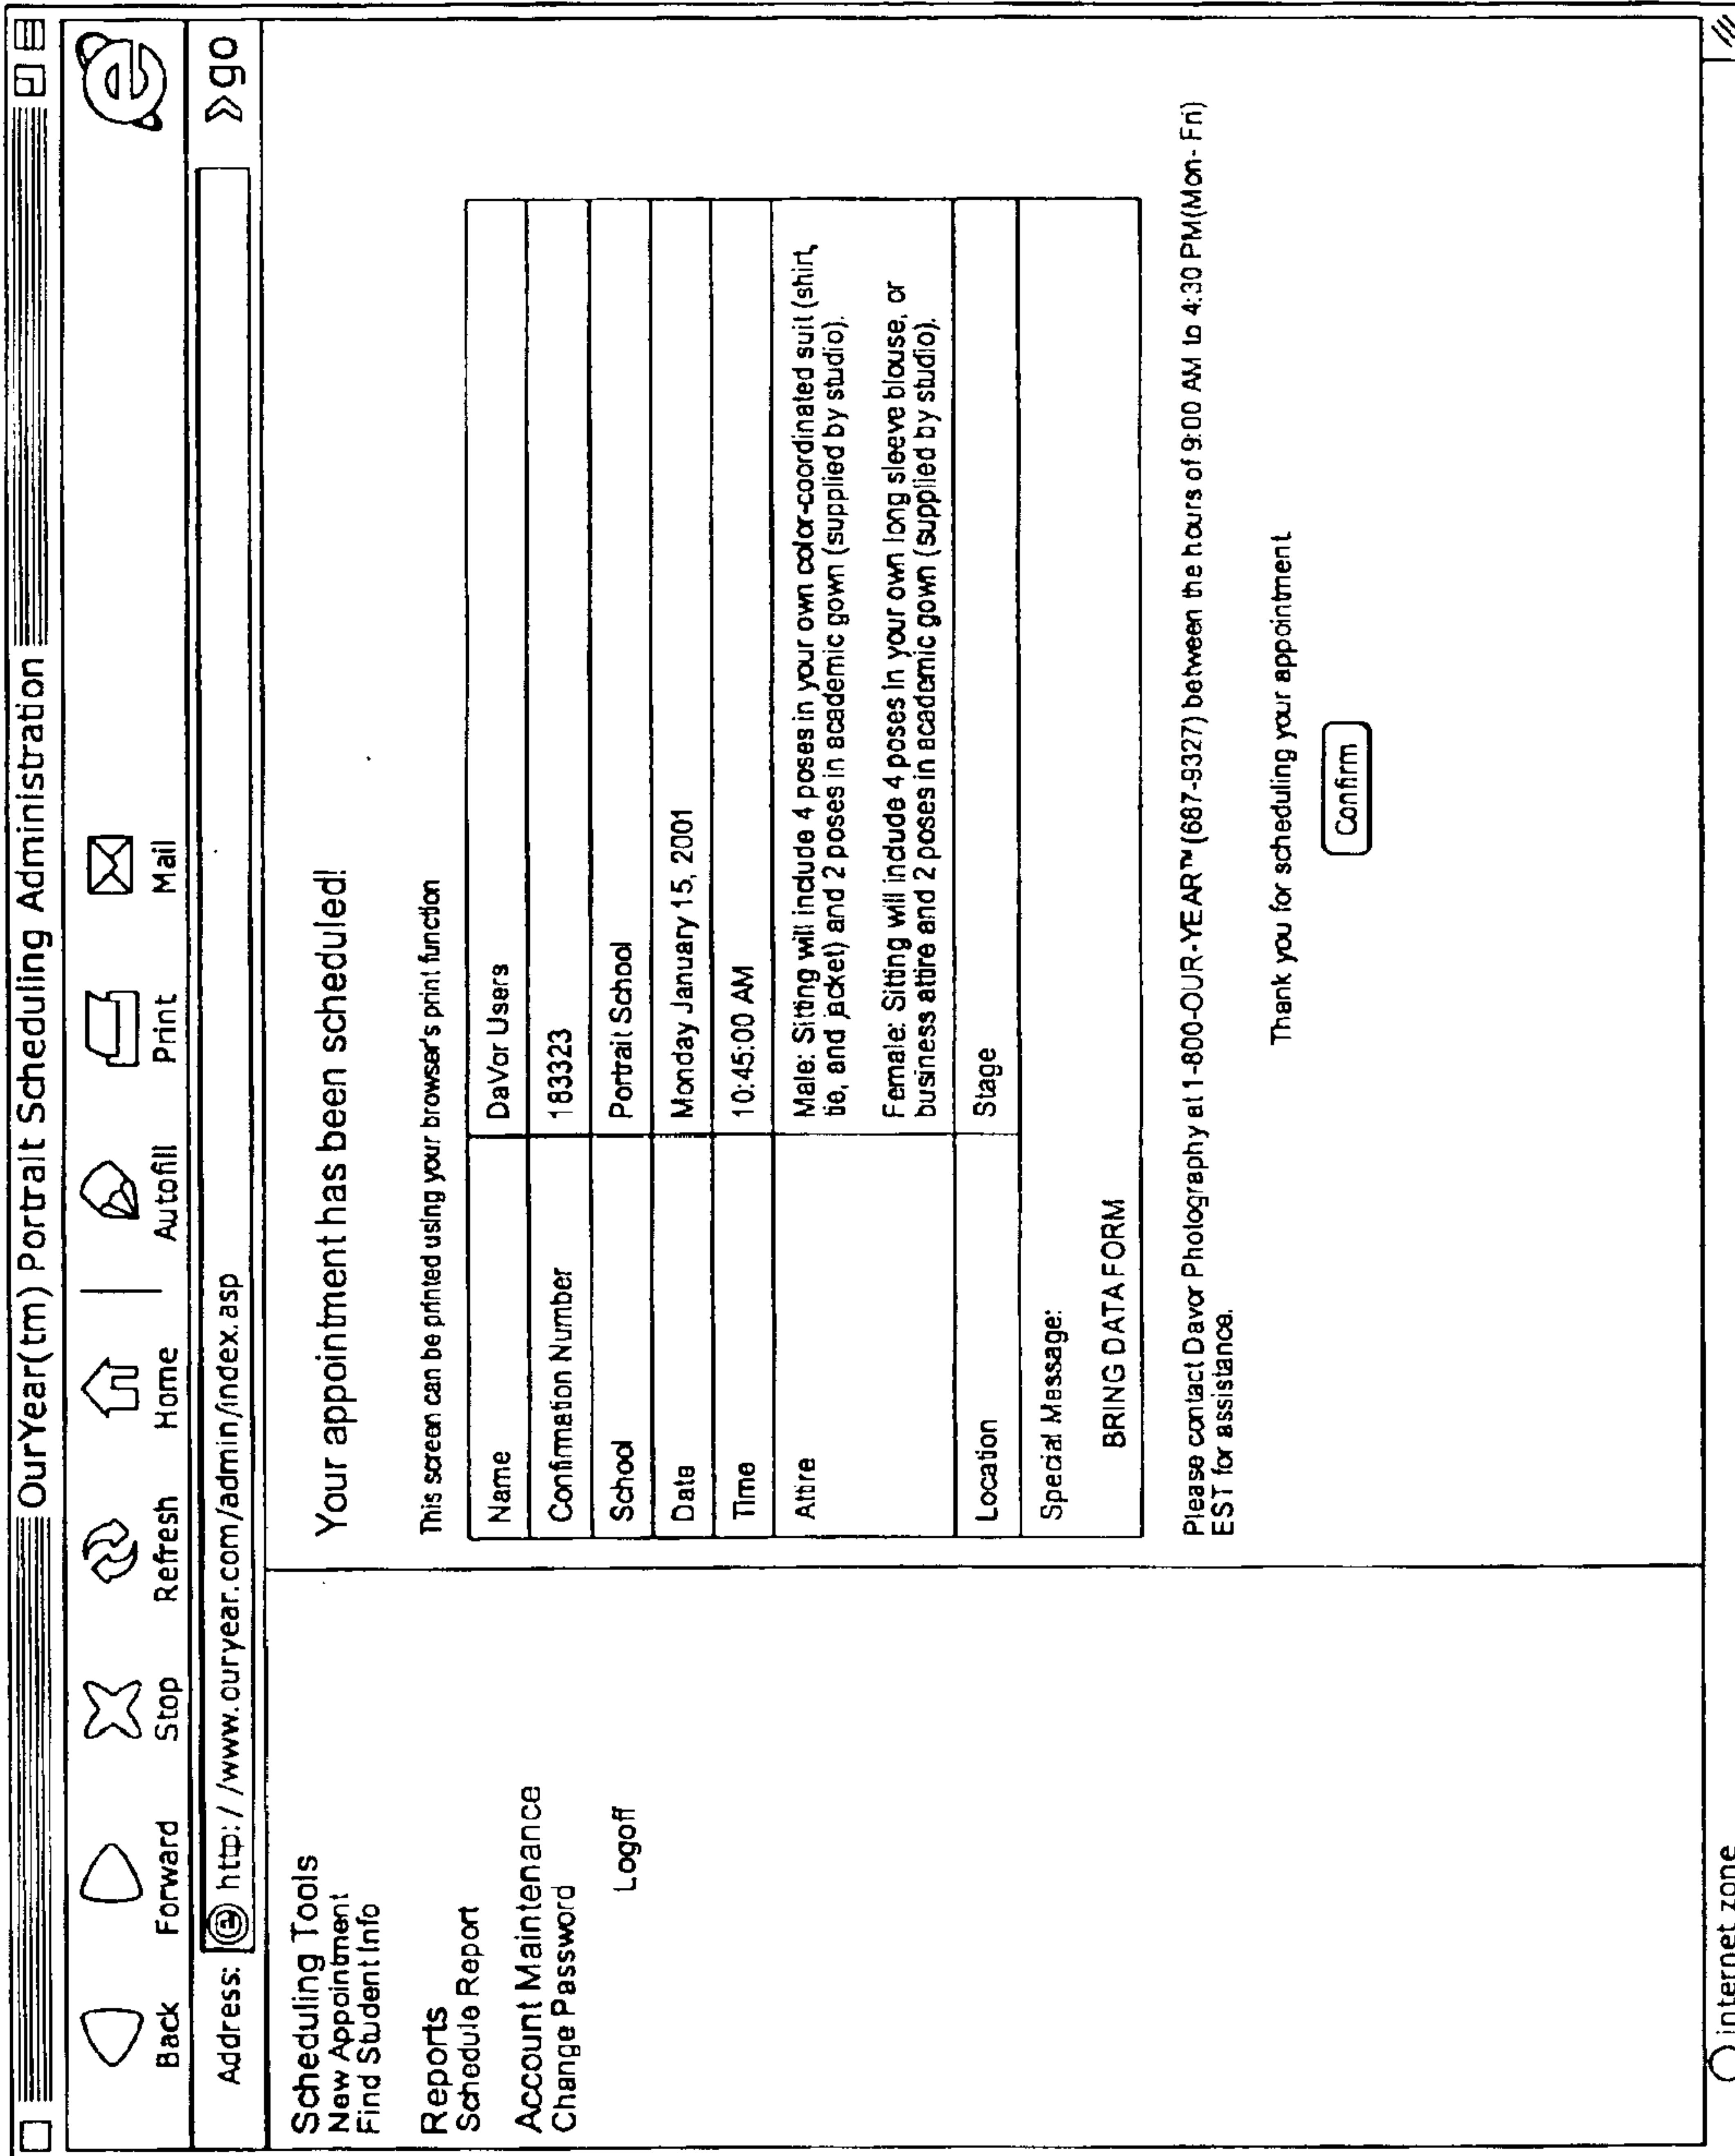 OurYear(tm) Portrait Scheduling Administration
Back Forward Stop Refresh Home Autofill Print Mail
Address: http://www.ouryear.com/admin/index.asp go
Scheduling Tools
New Appointment
Find Student Info
Reports
Schedule Report
Account Maintenance
Change Password
Logoff
Your appointment has been scheduled!
This screen can be printed using your browser's print function
Name DaVor Users
Confirmation Number 183323
School Portrait School
Date Monday January 15, 2001
Time 10:45:00 AM
Attire Male: Sitting will include 4 poses in your own color-coordinated suit (shirt,
tie, and jacket) and 2 poses in academic gown (supplied by studio).
Female: Sitting will include 4 poses in your own long sleeve blouse, or
business attire and 2 poses in academic gown (supplied by studio).
Location Stage
Special Message:
BRING DATA FORM
Please contact Davor Photography at 1-800-OUR-YEAR™ (687-9327) between the hours of 9:00 AM to 4:30 PM(Mon- Fri)
EST for assistance.
Thank you for scheduling your appointment.
Confirm
internet zone